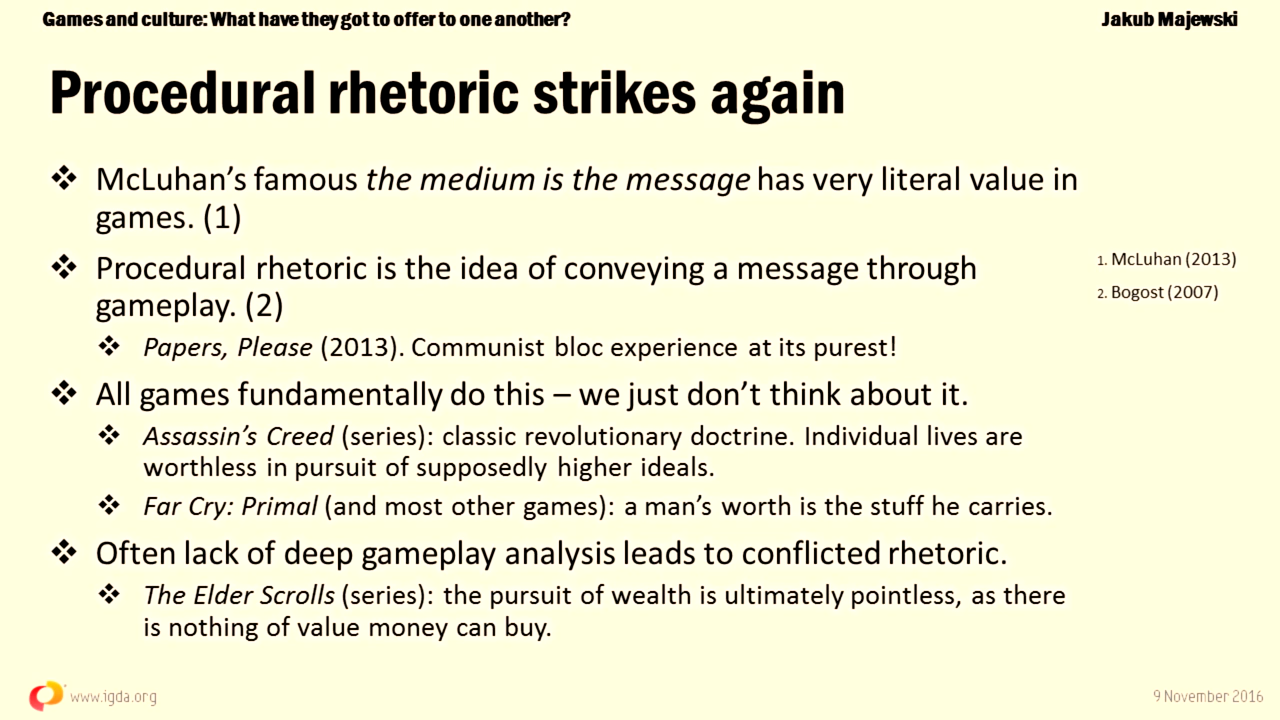 Games and culture: What have they got to offer to one another?
Jakub Majewski
Procedural rhetoric strikes again
❖ McLuhan’s famous the medium is the message has very literal value in
games. (1)
❖ Procedural rhetoric is the idea of conveying a message through
gameplay. (2)
❖ Papers, Please (2013). Communist bloc experience at its purest!
❖ All games fundamentally do this – we just don’t think about it.
❖ Assassin’s Creed (series): classic revolutionary doctrine. Individual lives are
worthless in pursuit of supposedly higher ideals.
❖ Far Cry: Primal (and most other games): a man’s worth is the stuff he carries.
❖ Often lack of deep gameplay analysis leads to conflicted rhetoric.
❖ The Elder Scrolls (series): the pursuit of wealth is ultimately pointless, as there
is nothing of value money can buy.
1. McLuhan (2013)
2. Bogost (2007)
www.igda.org
9 November 2016